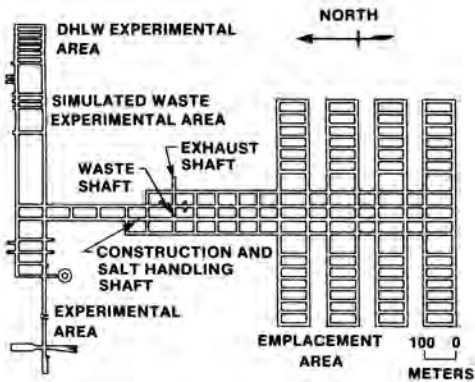 DHLW EXPERIMENTAL
AREA
NORTH
SIMULATED WASTE
EXPERIMENTAL AREA
EXHAUST
SHAFT
WASTE
SHAFT
CONSTRUCTION AND
SALT HANDLING
SHAFT
EXPERIMENTAL
AREA
EMPLACEMENT
AREA
100 0
METERS